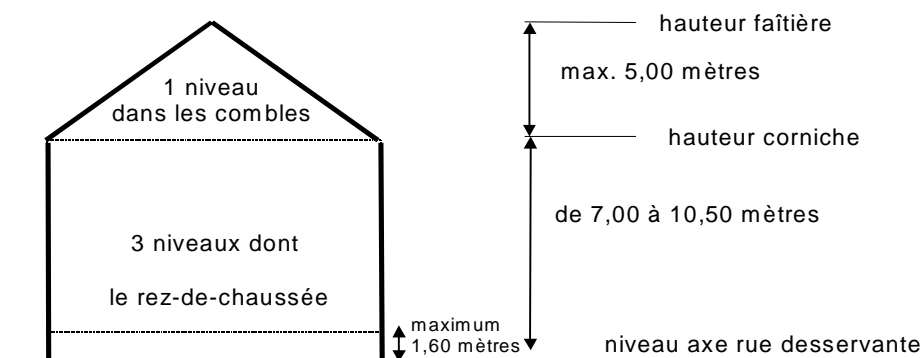 hauteur faîtière
max. 5,00 mètres
1 niveau
dans les combles
hauteur corniche
de 7,00 à 10,50 mètres
3 niveaux dont
le rez-de-chaussée
maximum
1,60 mètres
niveau axe rue desservante